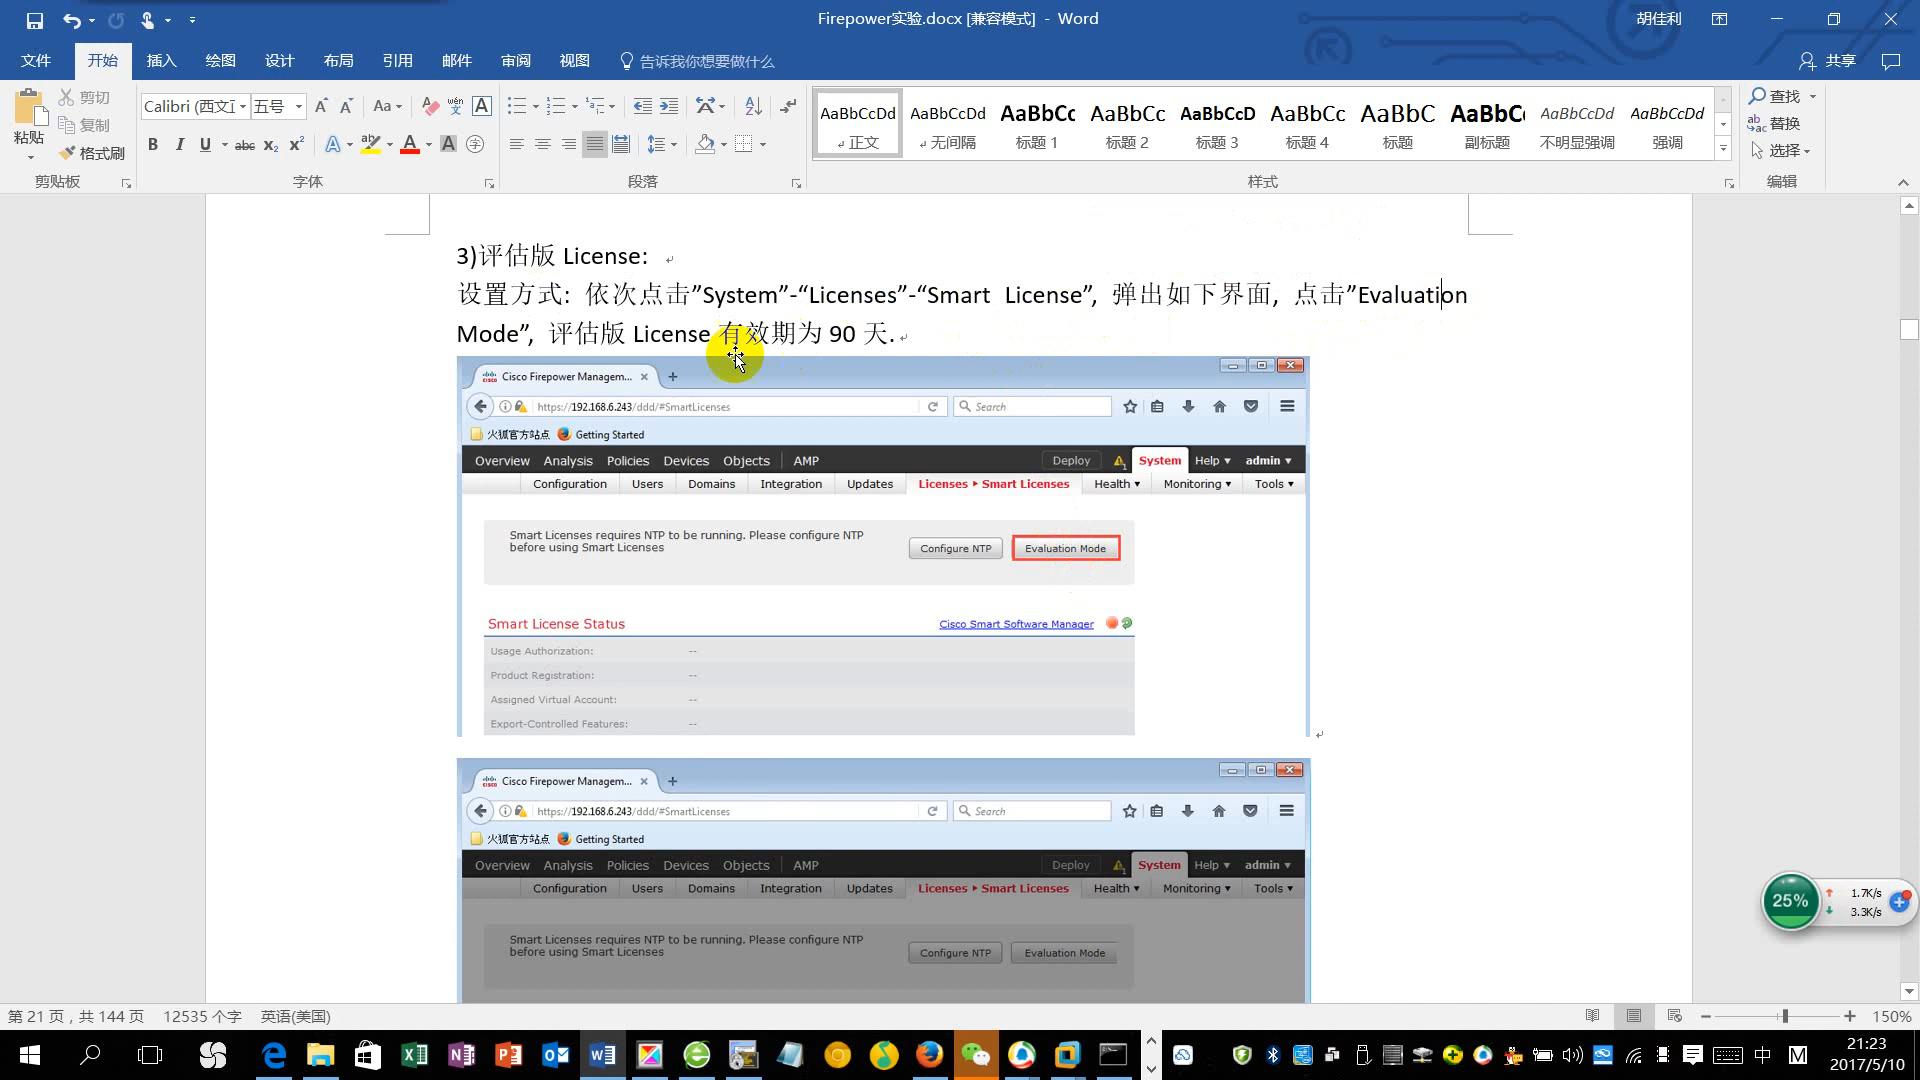 Firepower实验.docx [兼容模式] - Word
胡佳利
文件 开始 插入 绘图 设计 布局 引用 邮件 审阅 视图 告诉我你想要做什么 共享
粘贴 剪切 复制 格式刷
剪贴板
Calibri (西文正 五号
字体
段落
AaBbCcDd AaBbCcDd AaBbCc AaBbCc AaBbCcD AaBbCc AaBbC AaBbC AaBbCcDd AaBbCcDd
正文 无间隔 标题 1 标题 2 标题 3 标题 4 标题 副标题 不明显强调 强调
样式
查找
替换
选择
编辑
3)评估版 License:
设置方式: 依次点击”System”-“Licenses”-“Smart License”, 弹出如下界面, 点击”Evaluation
Mode”, 评估版 License 有效期为 90 天.
Cisco Firepower Managem...
https://192.168.6.243/ddd/#SmartLicenses Search
火狐官方站点 Getting Started
Overview Analysis Policies Devices Objects AMP Deploy 1 System Help admin
Configuration Users Domains Integration Updates Licenses ▸ Smart Licenses Health Monitoring Tools
Smart Licenses requires NTP to be running. Please configure NTP
before using Smart Licenses
Configure NTP Evaluation Mode
Smart License Status Cisco Smart Software Manager
Usage Authorization: --
Product Registration: --
Assigned Virtual Account: --
Export-Controlled Features: --
Cisco Firepower Managem...
https://192.168.6.243/ddd/#SmartLicenses Search
火狐官方站点 Getting Started
Overview Analysis Policies Devices Objects AMP Deploy 1 System Help admin
Configuration Users Domains Integration Updates Licenses ▸ Smart Licenses Health Monitoring Tools
Smart Licenses requires NTP to be running. Please configure NTP
before using Smart Licenses
Configure NTP Evaluation Mode
25% 1.7K/s
3.3K/s
第 21 页，共 144 页 12535 个字 英语(美国) 150%
中 M
21:23
2017/5/10